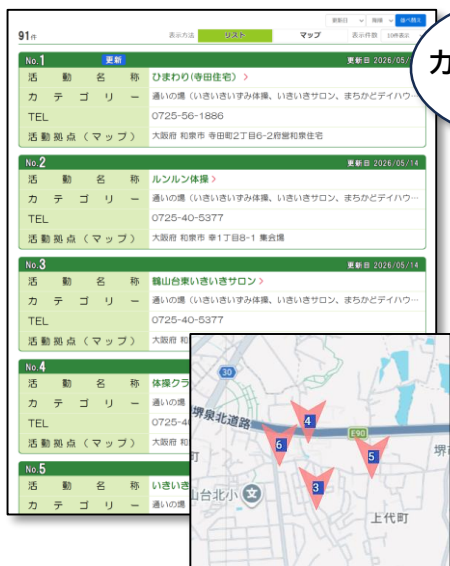 更新日 降順 並べ替え
91件 表示方法 リスト マップ 表示件数 10件表示
No.1 更新 更新日 2026/05/
活動名称 ひまわり(寺田住宅) >
カテゴリー 通いの場（いきいきいずみ体操、いきいきサロン、まちかどデイハウ…
TEL 0725-56-1886
活動拠点（マップ） 大阪府 和泉市 寺田町2丁目6-2府営和泉住宅
No.2 更新日 2026/05/14
活動名称 ルンルン体操 >
カテゴリー 通いの場（いきいきいずみ体操、いきいきサロン、まちかどデイハウ…
TEL 0725-40-5377
活動拠点（マップ） 大阪府 和泉市 幸1丁目8-1 集会場
No.3 更新日 2026/05/14
活動名称 鶴山台東いきいきサロン >
カテゴリー 通いの場（いきいきいずみ体操、いきいきサロン、まちかどデイハウ…
TEL 0725-40-5377
活動拠点（マップ） 大阪府 和
No.4
活動名称 体操クラ
カテゴリー 通いの場
TEL 0725-4
活動拠点（マップ） 大阪府 和
No.5
活動名称 いきいき
カテゴリー 通いの場
カ
30
堺泉北道路
4
E90
6
5
堺市
町
山台北小
3
上代町